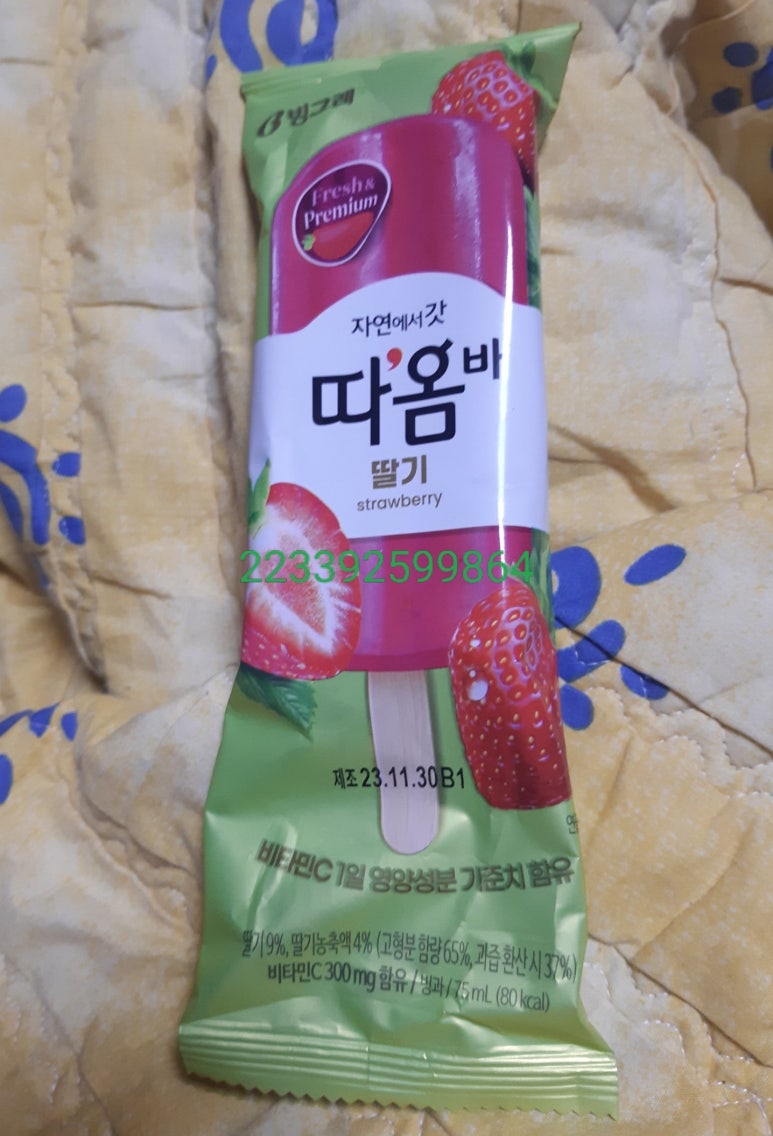 빙그레
Fresh &
Premium
자연에서 갓
따옴바
딸기
strawberry
223392599864
제조 23.11.30 B1
비타민C 1일 영양성분 기준치 함유
딸기 9%, 딸기농축액 4% (고형분 함량 65%, 과즙 환산 시 37%)
비타민C 300 mg 함유 / 빙과 / 75 mL (80 kcal)